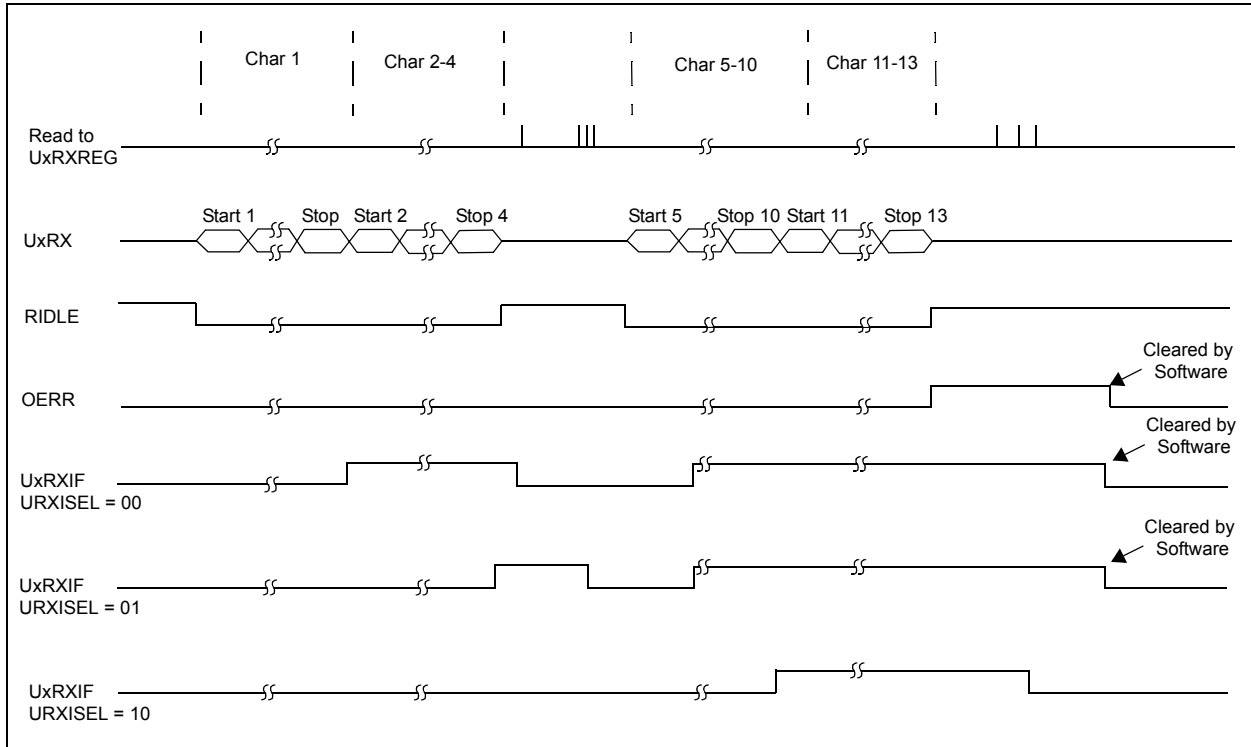 Char 1
Char 2-4
Char 5-10
Char 11-13
Read to
UxRXREG
Start 1
Stop
Start 2
Stop 4
Start 5
Stop 10
Start 11
Stop 13
UxRX
RIDLE
Cleared by
Software
OERR
Cleared by
Software
UxRXIF
URXISEL = 00
Cleared by
Software
UxRXIF
URXISEL = 01
UxRXIF
URXISEL = 10